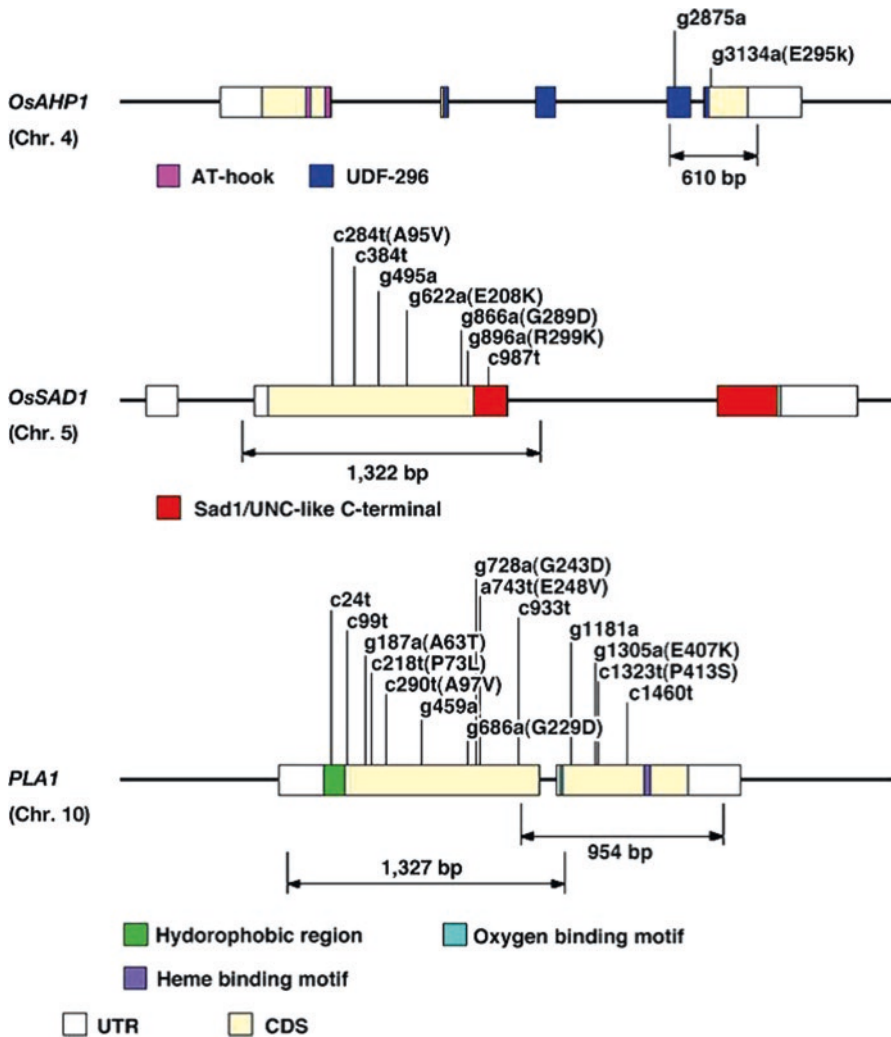 g2875a
g3134a(E295k)
OsAHP1
(Chr. 4)
AT-hook
UDF-296
610 bp
c284t(A95V)
c384t
g495a
g622a(E208K)
g866a(G289D)
g896a(R299K)
c987t
OsSAD1
(Chr. 5)
1,322 bp
Sad1/UNC-like C-terminal
g728a(G243D)
a743t(E248V)
c933t
c24t
c99t
g187a(A63T)
c218t(P73L)
c290t(A97V)
g459a
g686a(G229D)
g1181a
g1305a(E407K)
c1323t(P413S)
c1460t
PLA1
(Chr. 10)
954 bp
1,327 bp
Hydorophobic region
Oxygen binding motif
Heme binding motif
UTR
CDS